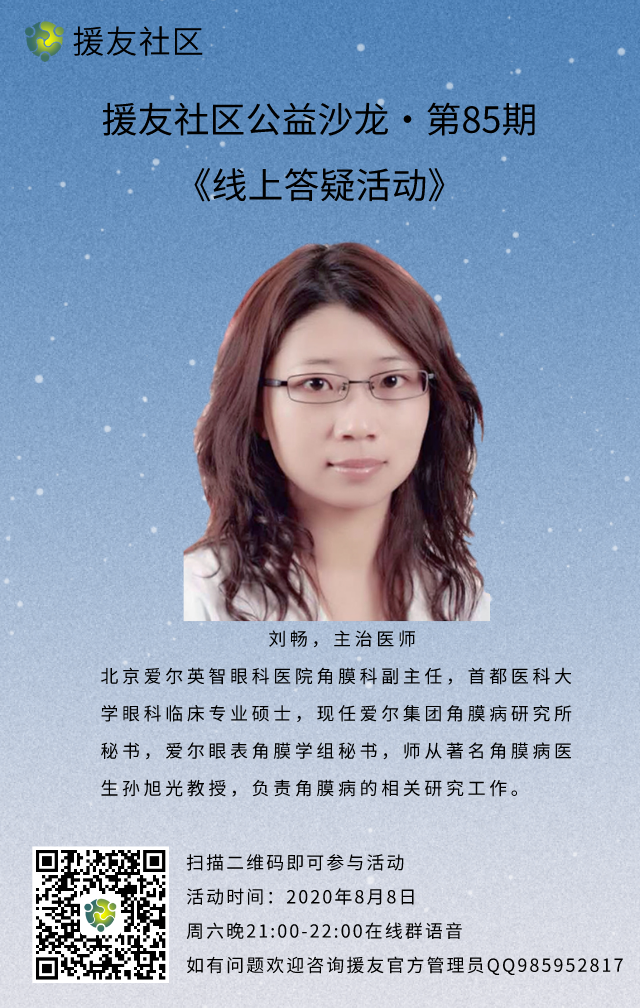 援友社区
援友社区公益沙龙·第85期
《线上答疑活动》
刘畅，主治医师
北京爱尔英智眼科医院角膜科副主任，首都医科大
学眼科临床专业硕士，现任爱尔集团角膜病研究所
秘书，爱尔眼表角膜学组秘书，师从著名角膜病医
生孙旭光教授，负责角膜病的相关研究工作。
扫描二维码即可参与活动
活动时间：2020年8月8日
周六晚21:00-22:00在线群语音
如有问题欢迎咨询援友官方管理员QQ985952817